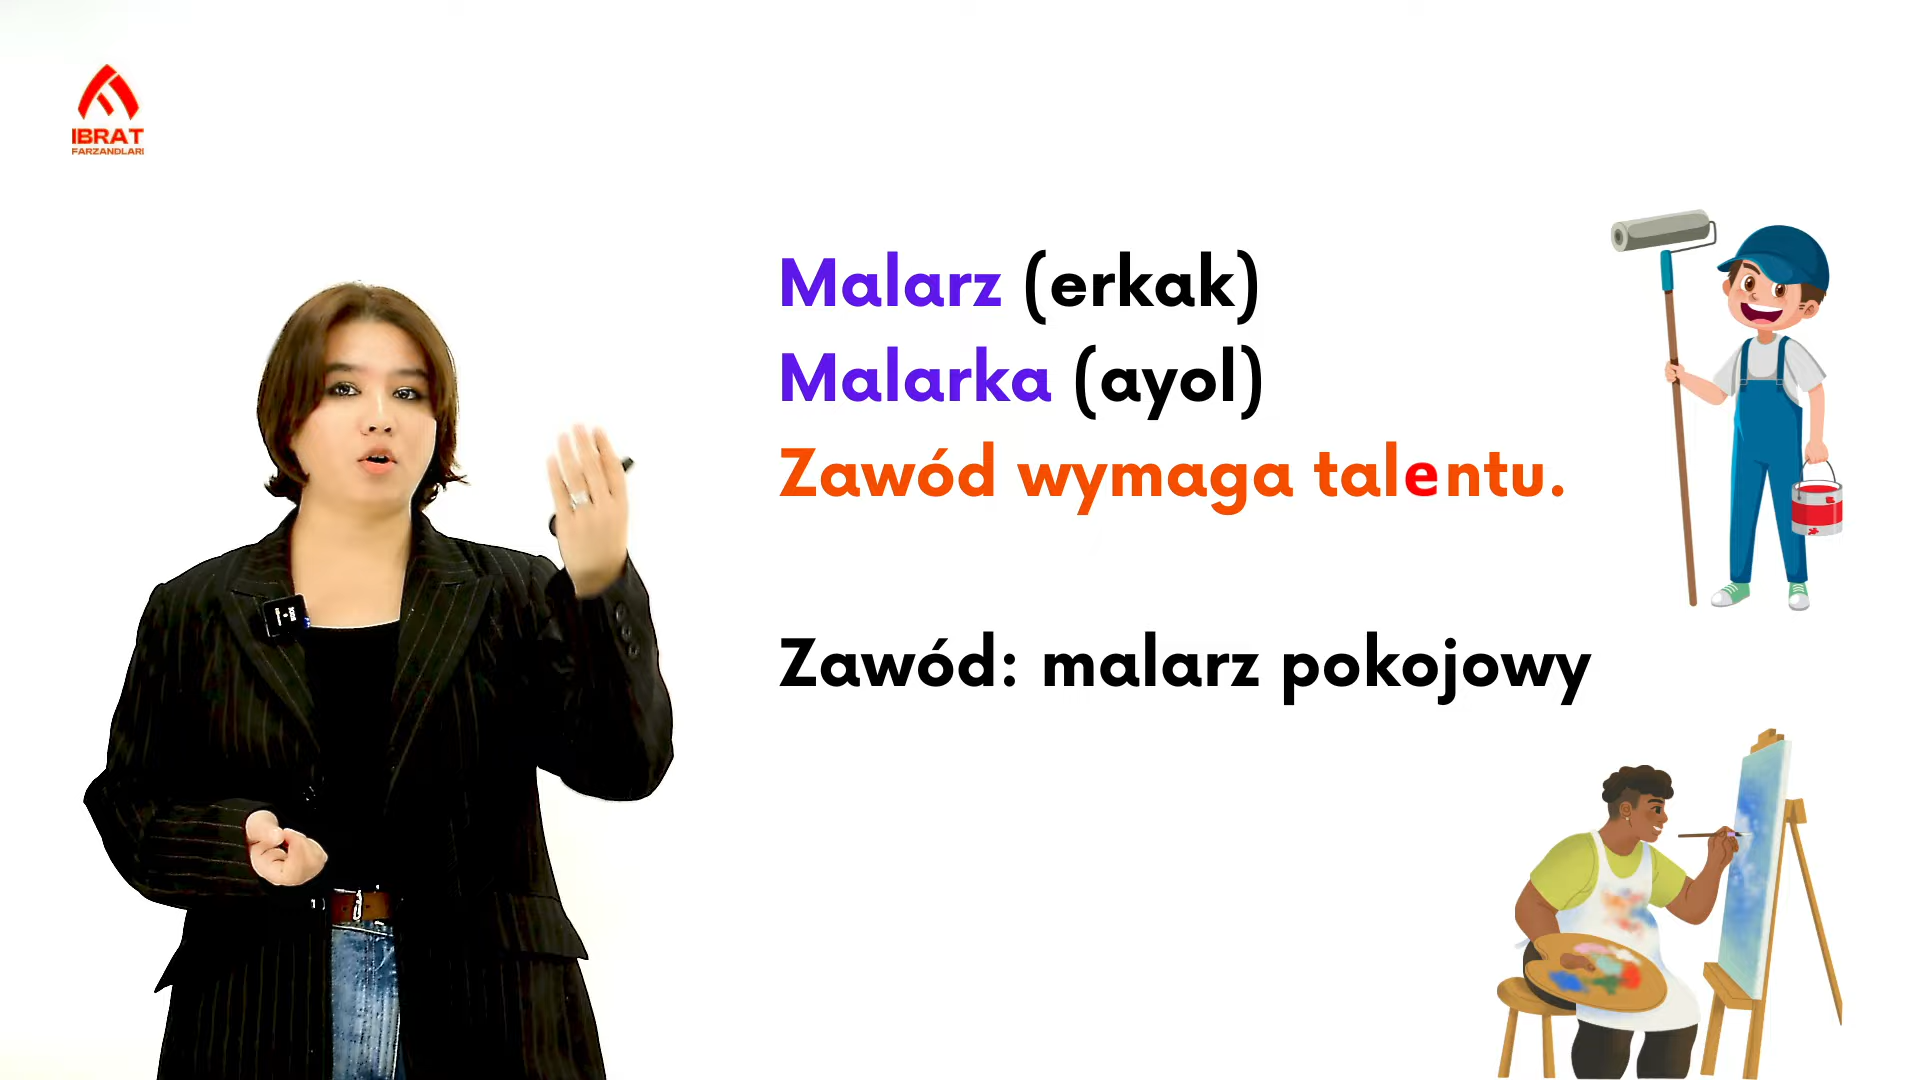 IBRAT
FARZANDLARI
Malarz (erkak)
Malarka (ayol)
Zawód wymaga talentu.
Zawód: malarz pokojowy